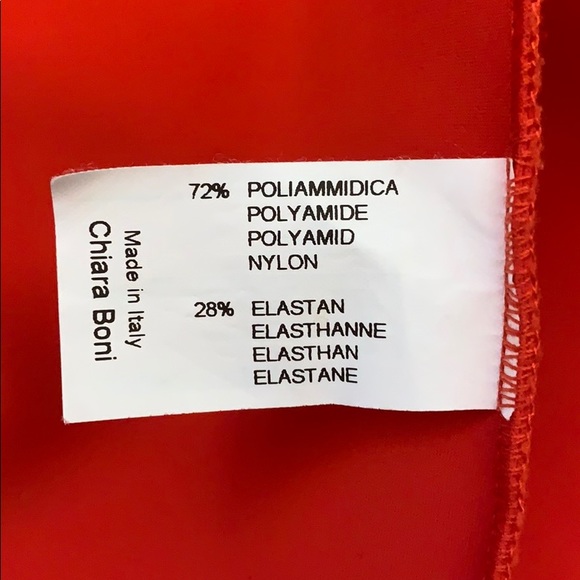 72% POLIAMMIDICA
POLYAMIDE
POLYAMID
NYLON
28% ELASTAN
ELASTHANNE
ELASTHAN
ELASTANE
Made in Italy
Chiara Boni